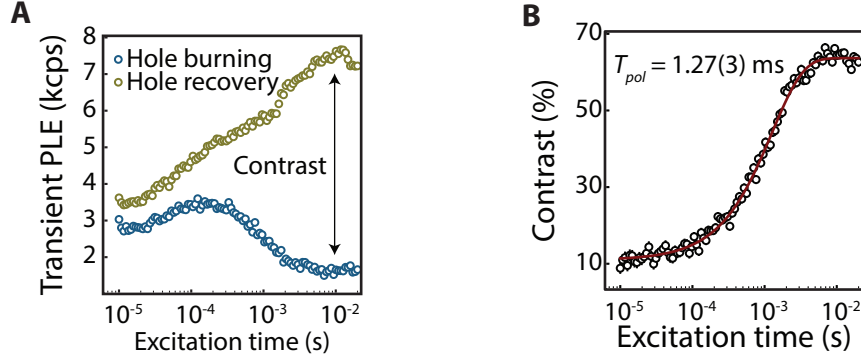 A
Transient PLE (kcps)
8
7
6
5
4
3
2
Hole burning
Hole recovery
Contrast
10⁻⁵
10⁻⁴
10⁻³
10⁻²
Excitation time (s)
B
Contrast (%)
70
50
30
10
T_pol = 1.27(3) ms
10⁻⁵
10⁻⁴
10⁻³
10⁻²
Excitation time (s)